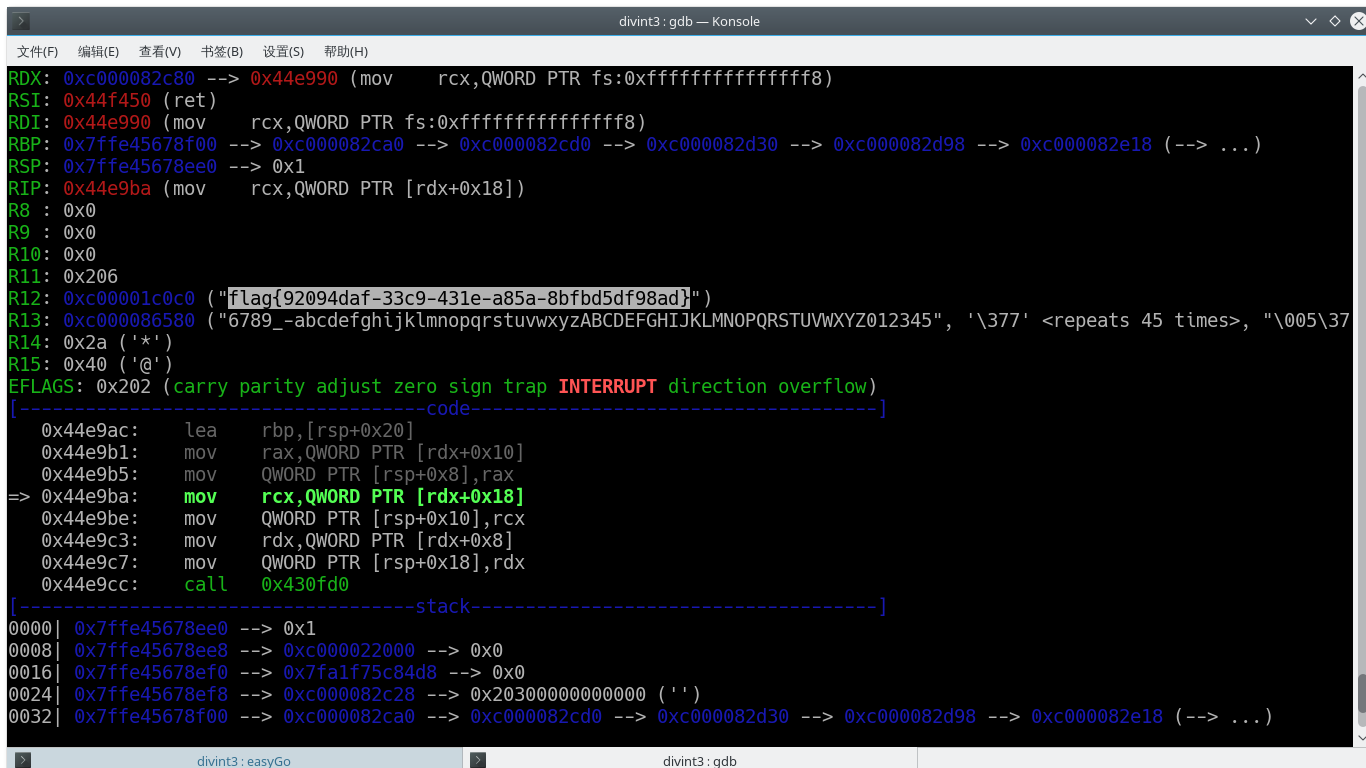 divint3 : gdb — Konsole
文件(F) 编辑(E) 查看(V) 书签(B) 设置(S) 帮助(H)
RDX: 0xc000082c80 --> 0x44e990 (mov    rcx,QWORD PTR fs:0xfffffffffffffff8)
RSI: 0x44f450 (ret)
RDI: 0x44e990 (mov    rcx,QWORD PTR fs:0xfffffffffffffff8)
RBP: 0x7ffe45678f00 --> 0xc000082ca0 --> 0xc000082cd0 --> 0xc000082d30 --> 0xc000082d98 --> 0xc000082e18 (--> ...)
RSP: 0x7ffe45678ee0 --> 0x1
RIP: 0x44e9ba (mov    rcx,QWORD PTR [rdx+0x18])
R8 : 0x0
R9 : 0x0
R10: 0x0
R11: 0x206
R12: 0xc00001c0c0 ("flag{92094daf-33c9-431e-a85a-8bfbd5df98ad}")
R13: 0xc000086580 ("6789_-abcdefghijklmnopqrstuvwxyzABCDEFGHIJKLMNOPQRSTUVWXYZ012345", '\377' <repeats 45 times>, "\005\37
R14: 0x2a ('*')
R15: 0x40 ('@')
EFLAGS: 0x202 (carry parity adjust zero sign trap INTERRUPT direction overflow)
[-------------------------------------code-------------------------------------]
   0x44e9ac:    lea    rbp,[rsp+0x20]
   0x44e9b1:    mov    rax,QWORD PTR [rdx+0x10]
   0x44e9b5:    mov    QWORD PTR [rsp+0x8],rax
=> 0x44e9ba:    mov    rcx,QWORD PTR [rdx+0x18]
   0x44e9be:    mov    QWORD PTR [rsp+0x10],rcx
   0x44e9c3:    mov    rdx,QWORD PTR [rdx+0x8]
   0x44e9c7:    mov    QWORD PTR [rsp+0x18],rdx
   0x44e9cc:    call   0x430fd0
[------------------------------------stack-------------------------------------]
0000| 0x7ffe45678ee0 --> 0x1
0008| 0x7ffe45678ee8 --> 0xc000022000 --> 0x0
0016| 0x7ffe45678ef0 --> 0x7fa1f75c84d8 --> 0x0
0024| 0x7ffe45678ef8 --> 0xc000082c28 --> 0x20300000000000 ('')
0032| 0x7ffe45678f00 --> 0xc000082ca0 --> 0xc000082cd0 --> 0xc000082d30 --> 0xc000082d98 --> 0xc000082e18 (--> ...)
divint3 : easyGo divint3 : gdb